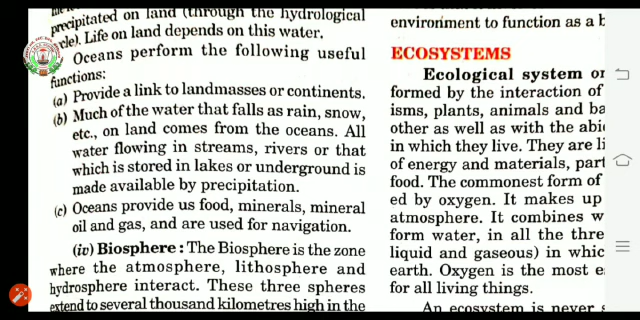 precipitated on land (through the hydrological
cycle). Life on land depends on this water.
Oceans perform the following useful
functions:
(a) Provide a link to landmasses or continents.
(b) Much of the water that falls as rain, snow,
etc., on land comes from the oceans. All
water flowing in streams, rivers or that
which is stored in lakes or underground is
made available by precipitation.
(c) Oceans provide us food, minerals, mineral
oil and gas, and are used for navigation.
(iv) Biosphere : The Biosphere is the zone
where the atmosphere, lithosphere and
hydrosphere interact. These three spheres
extend to several thousand kilometres high in the
environment to function as a b
ECOSYSTEMS
Ecological system or
formed by the interaction of
isms, plants, animals and ba
other as well as with the abi
in which they live. They are li
of energy and materials, part
food. The commonest form of
ed by oxygen. It makes up
atmosphere. It combines w
form water, in all the thre
liquid and gaseous) in whic
earth. Oxygen is the most e
for all living things.
An ecosystem is never s